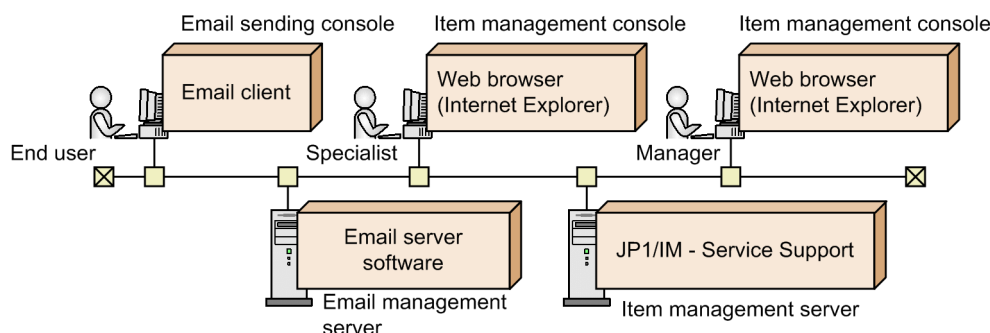 Email sending console
Item management console
Item management console
Email client
Web browser
(Internet Explorer)
Web browser
(Internet Explorer)
End user
Specialist
Manager
Email server
software
JP1/IM - Service Support
Email management
server
Item management server